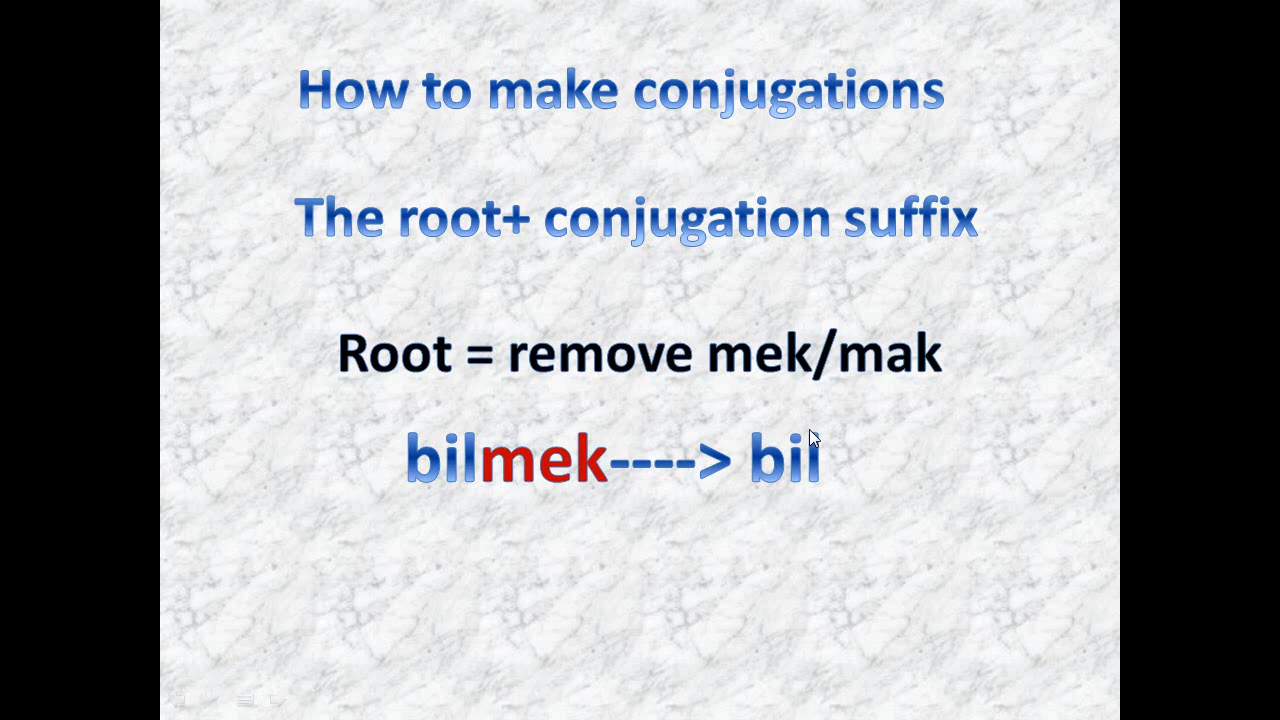 How to make conjugations
The root+ conjugation suffix
Root = remove mek/mak
bilmek----> bil